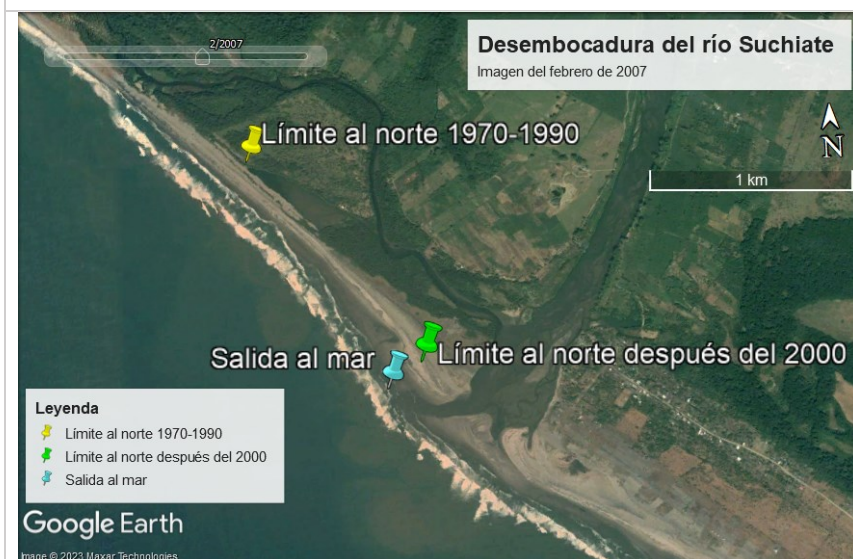 2/2007
Desembocadura del río Suchiate
Imagen del febrero de 2007
N
1 km
Límite al norte 1970-1990
Salida al mar
Límite al norte después del 2000
Leyenda
Límite al norte 1970-1990
Límite al norte después del 2000
Salida al mar
Google Earth
Image © 2023 Maxar Technologies